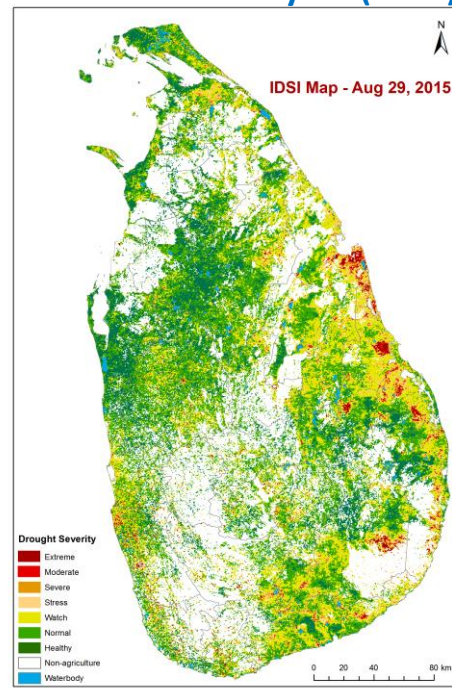 N
IDSI Map - Aug 29, 2015
Drought Severity
Extreme
Moderate
Severe
Stress
Watch
Normal
Healthy
Non-agriculture
Waterbody
0 20 40 80 km